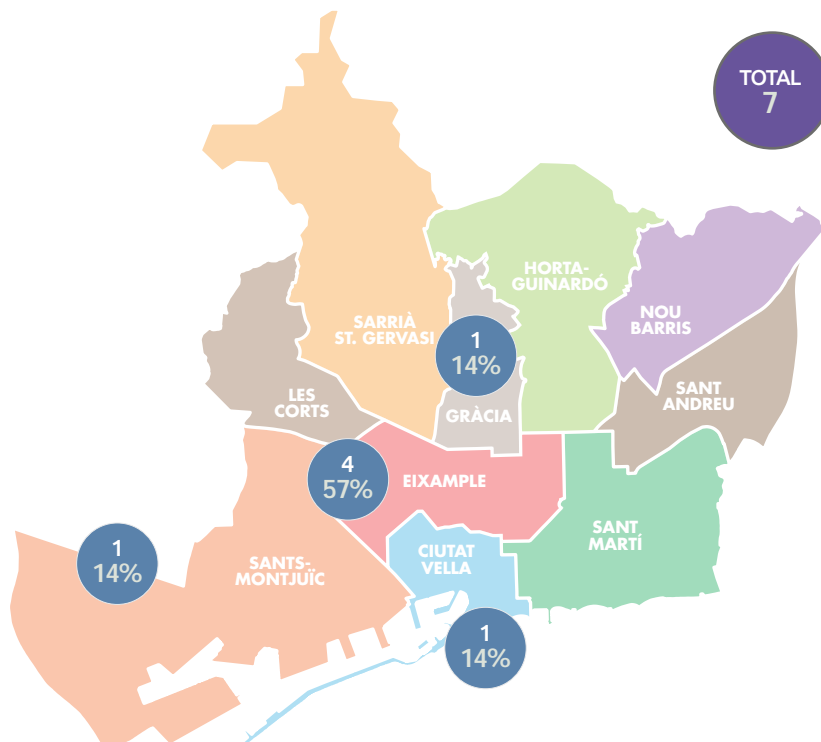 TOTAL
7
HORTA-
GUINARDÓ
NOU
BARRIS
SARRIÀ
ST. GERVASI
1
14%
LES
CORTS
SANT
ANDREU
GRÀCIA
4
57%
EIXAMPLE
SANT
MARTÍ
1
14%
SANTS-
MONTJUÏC
CIUTAT
VELLA
1
14%